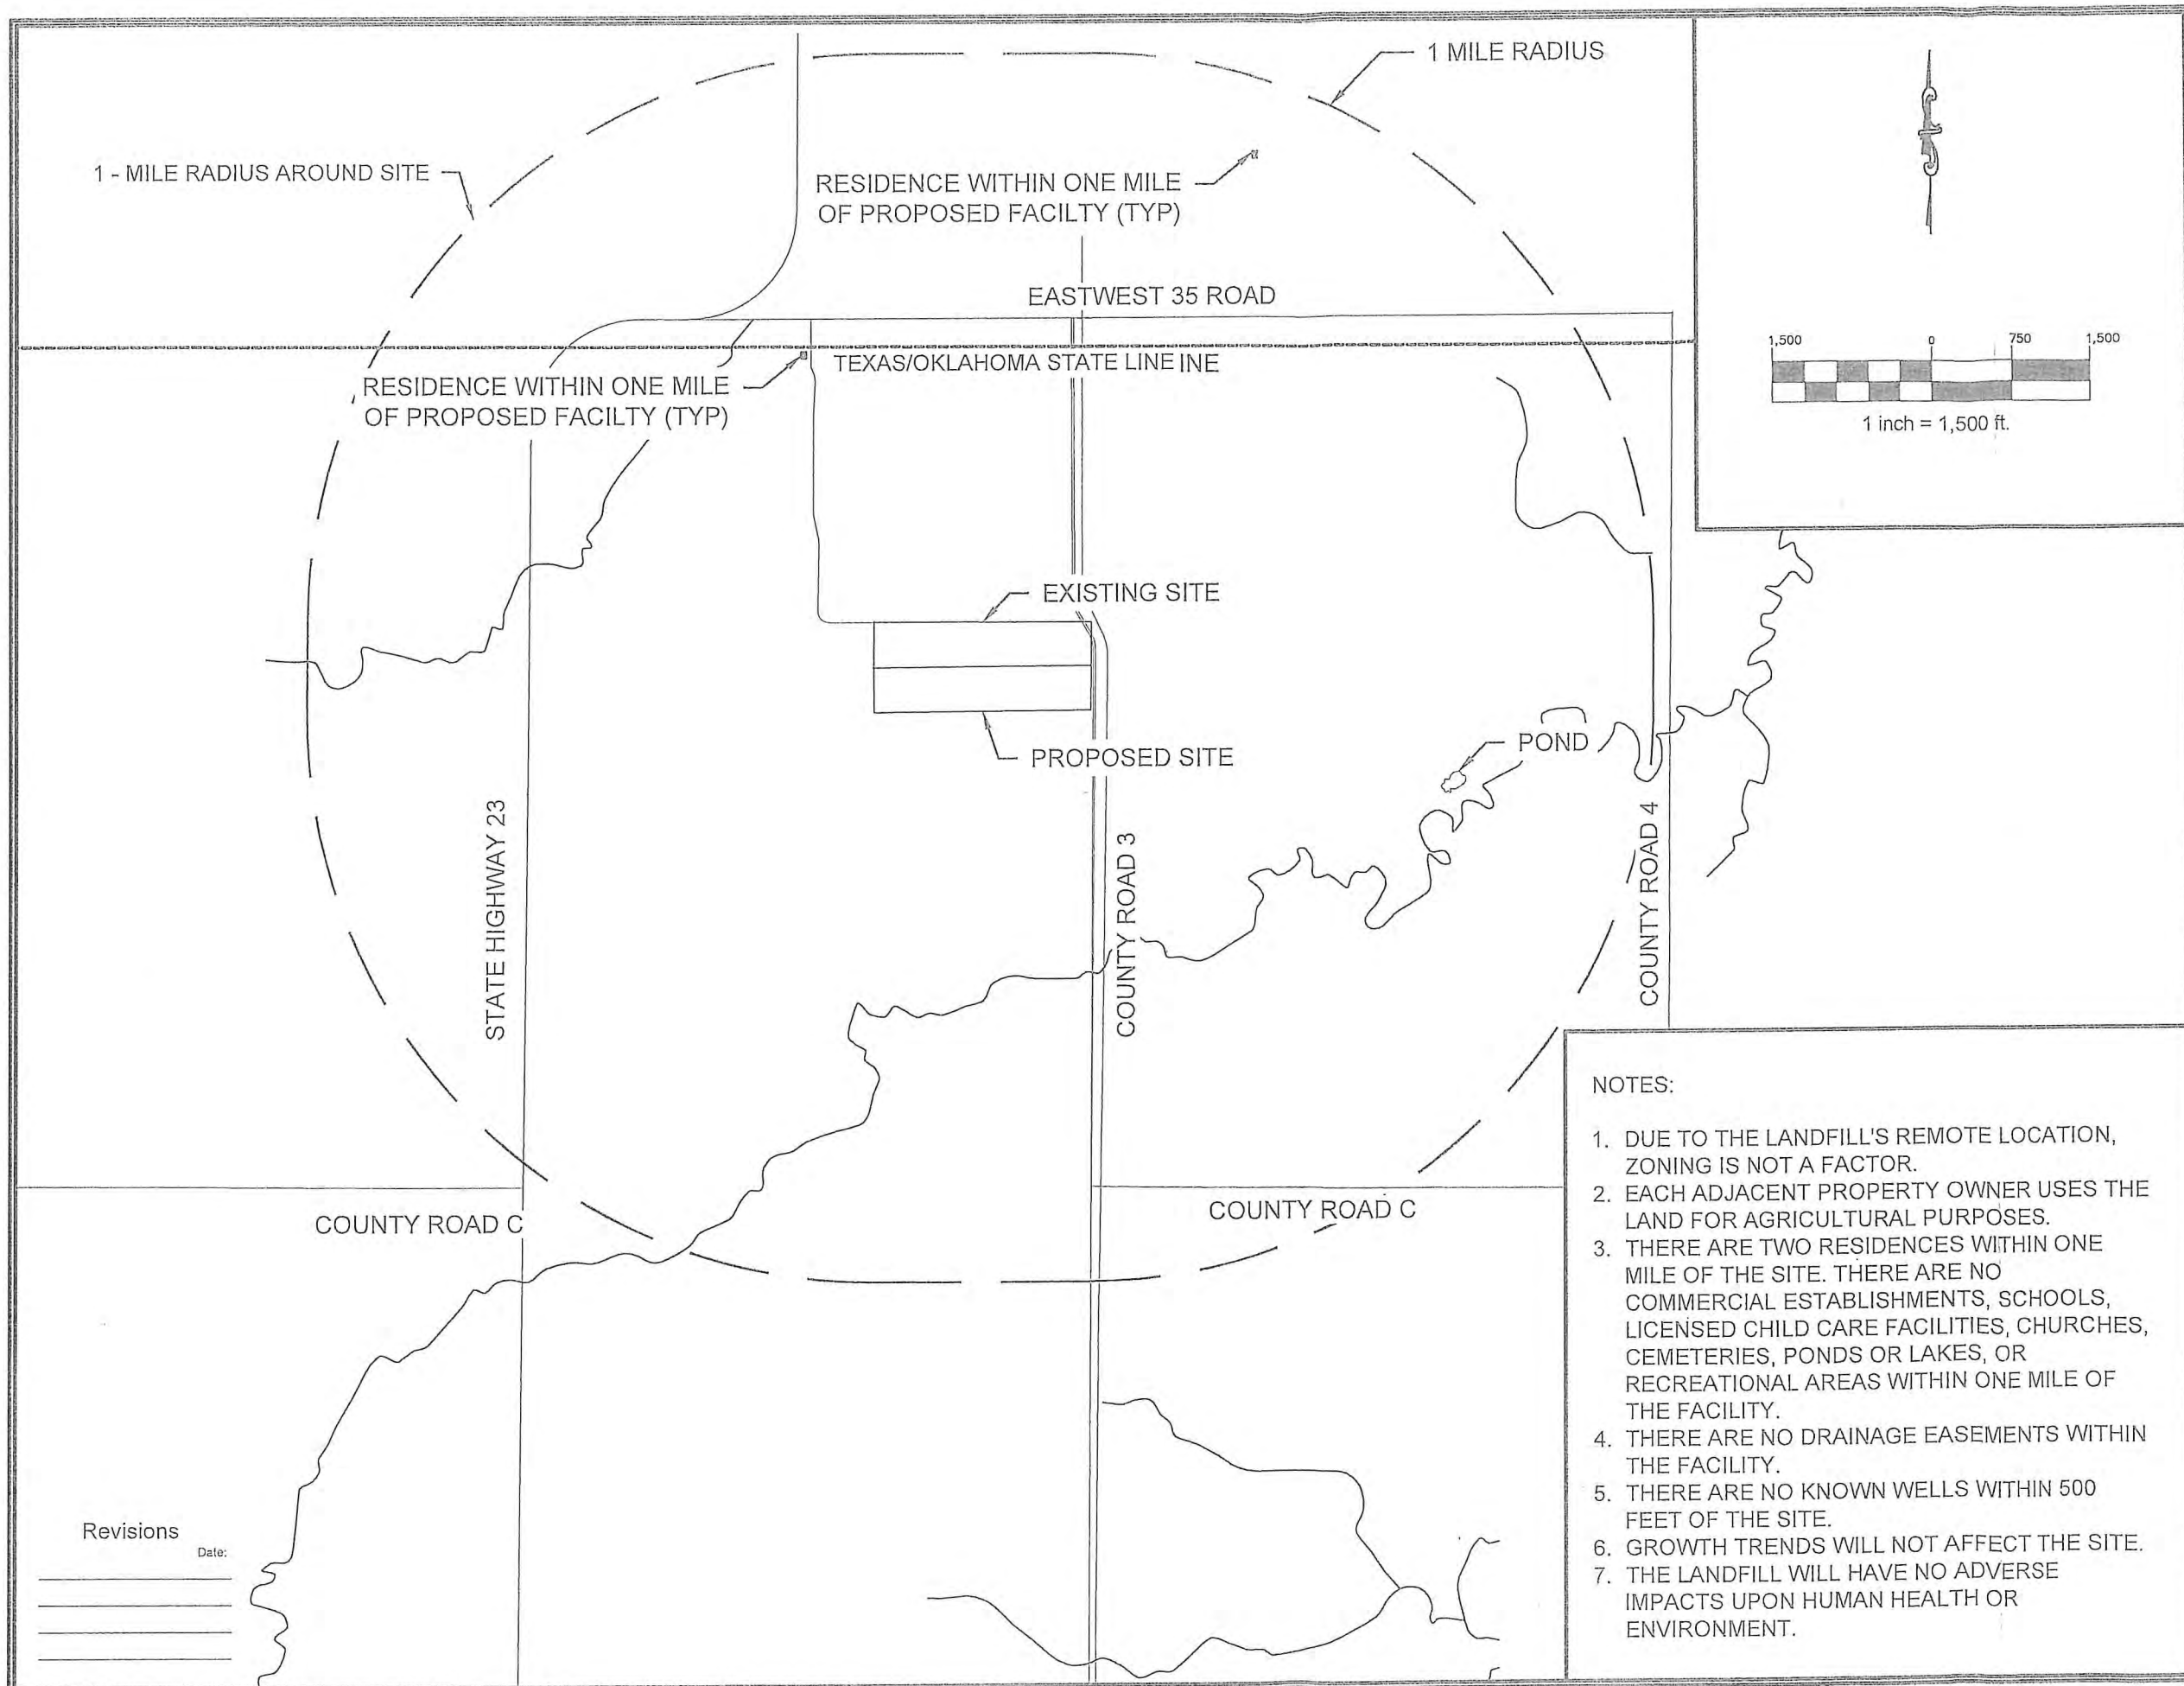 1 MILE RADIUS
1 - MILE RADIUS AROUND SITE
RESIDENCE WITHIN ONE MILE
OF PROPOSED FACILTY (TYP)
EASTWEST 35 ROAD
TEXAS/OKLAHOMA STATE LINE INE
RESIDENCE WITHIN ONE MILE
OF PROPOSED FACILTY (TYP)
1,500 0 750 1,500
1 inch = 1,500 ft.
EXISTING SITE
PROPOSED SITE
POND
STATE HIGHWAY 23
COUNTY ROAD 3
COUNTY ROAD 4
COUNTY ROAD C
COUNTY ROAD C
NOTES:
1. DUE TO THE LANDFILL'S REMOTE LOCATION,
ZONING IS NOT A FACTOR.
2. EACH ADJACENT PROPERTY OWNER USES THE
LAND FOR AGRICULTURAL PURPOSES.
3. THERE ARE TWO RESIDENCES WITHIN ONE
MILE OF THE SITE. THERE ARE NO
COMMERCIAL ESTABLISHMENTS, SCHOOLS,
LICENSED CHILD CARE FACILITIES, CHURCHES,
CEMETERIES, PONDS OR LAKES, OR
RECREATIONAL AREAS WITHIN ONE MILE OF
THE FACILITY.
4. THERE ARE NO DRAINAGE EASEMENTS WITHIN
THE FACILITY.
5. THERE ARE NO KNOWN WELLS WITHIN 500
FEET OF THE SITE.
6. GROWTH TRENDS WILL NOT AFFECT THE SITE.
7. THE LANDFILL WILL HAVE NO ADVERSE
IMPACTS UPON HUMAN HEALTH OR
ENVIRONMENT.
Revisions
Date: